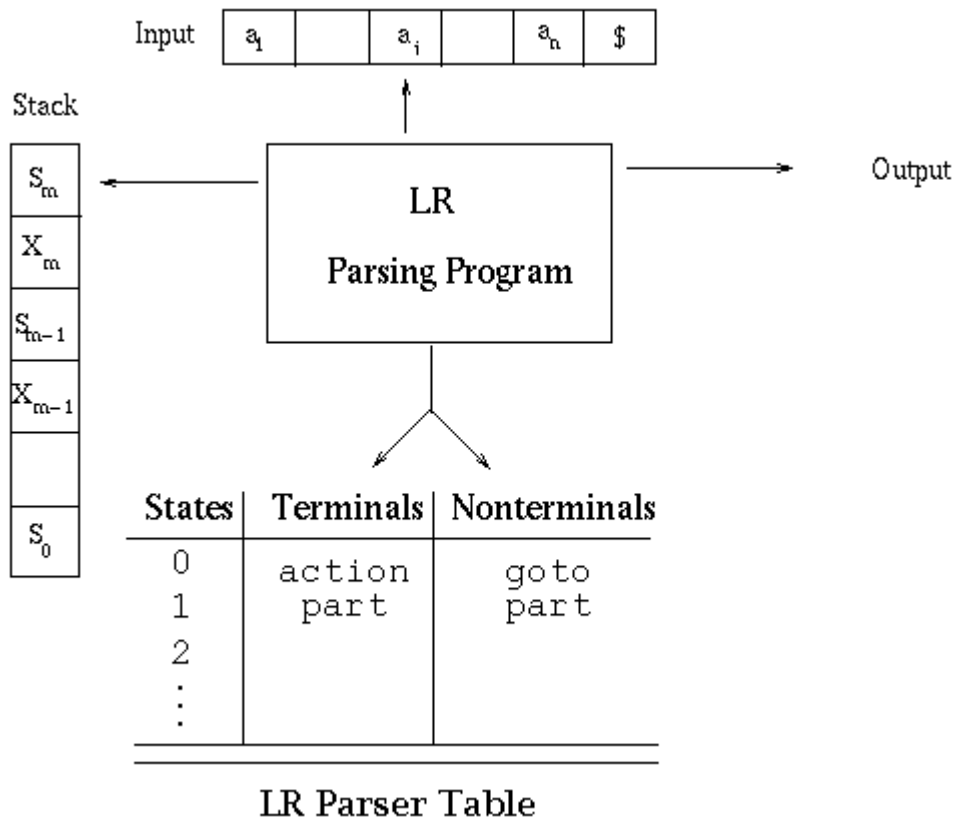 Input a₁ aᵢ aₙ $
Stack
Sₘ
Xₘ
Sₘ₋₁
Xₘ₋₁
S₀
LR
Parsing Program
Output
States Terminals Nonterminals
0 action goto
1 part part
2
⋮
LR Parser Table